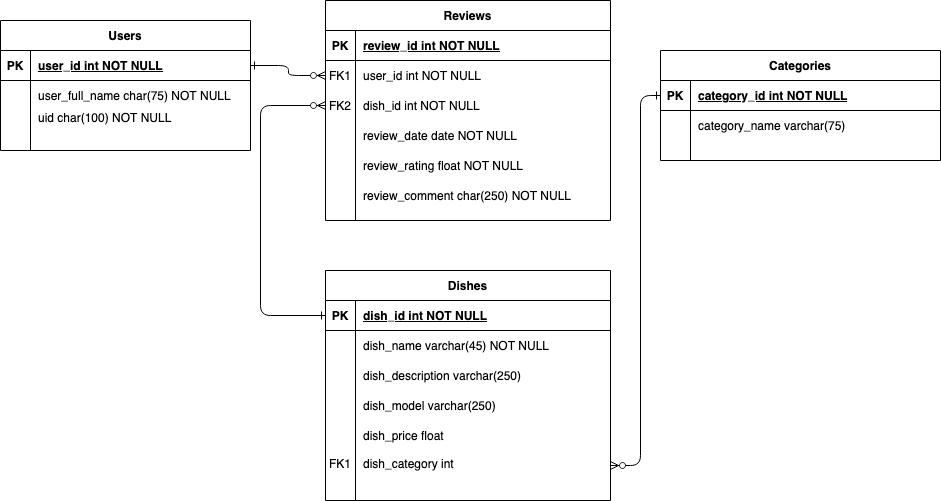 Users
PK user_id int NOT NULL
user_full_name char(75) NOT NULL
uid char(100) NOT NULL
Reviews
PK review_id int NOT NULL
FK1 user_id int NOT NULL
FK2 dish_id int NOT NULL
review_date date NOT NULL
review_rating float NOT NULL
review_comment char(250) NOT NULL
Categories
PK category_id int NOT NULL
category_name varchar(75)
Dishes
PK dish_id int NOT NULL
dish_name varchar(45) NOT NULL
dish_description varchar(250)
dish_model varchar(250)
dish_price float
FK1 dish_category int